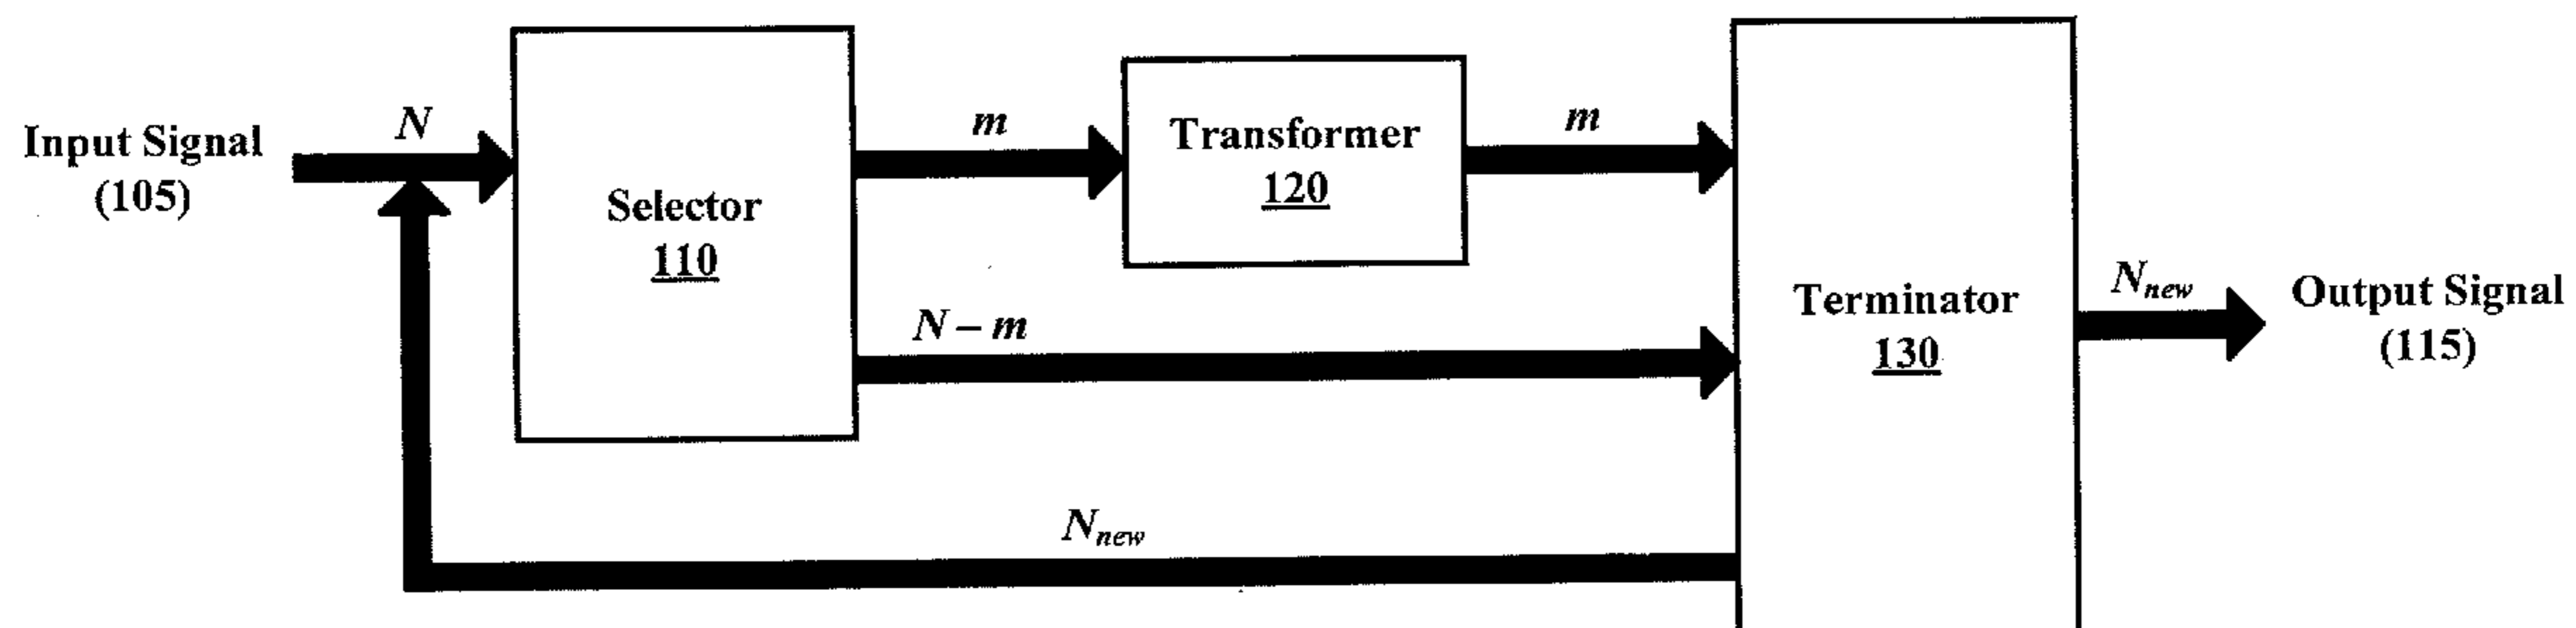 Input Signal
(105)
N
Selector
110
m
Transformer
120
m
N – m
Terminator
130
N_new
Output Signal
(115)
N_new